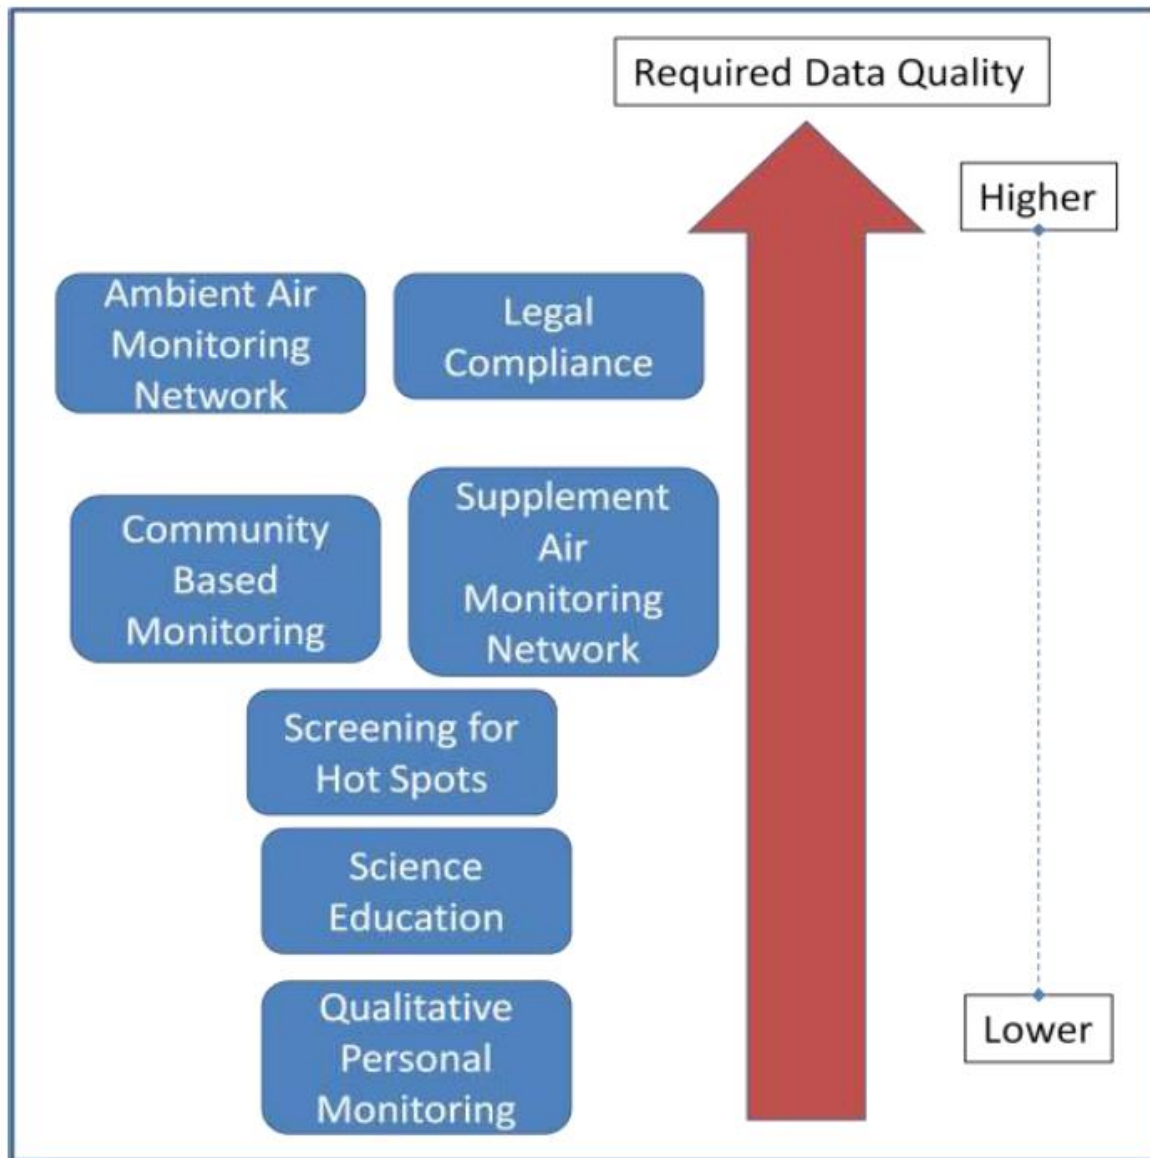 Required Data Quality
Higher
Ambient Air
Monitoring
Network
Legal
Compliance
Community
Based
Monitoring
Supplement
Air
Monitoring
Network
Screening for
Hot Spots
Science
Education
Qualitative
Personal
Monitoring
Lower